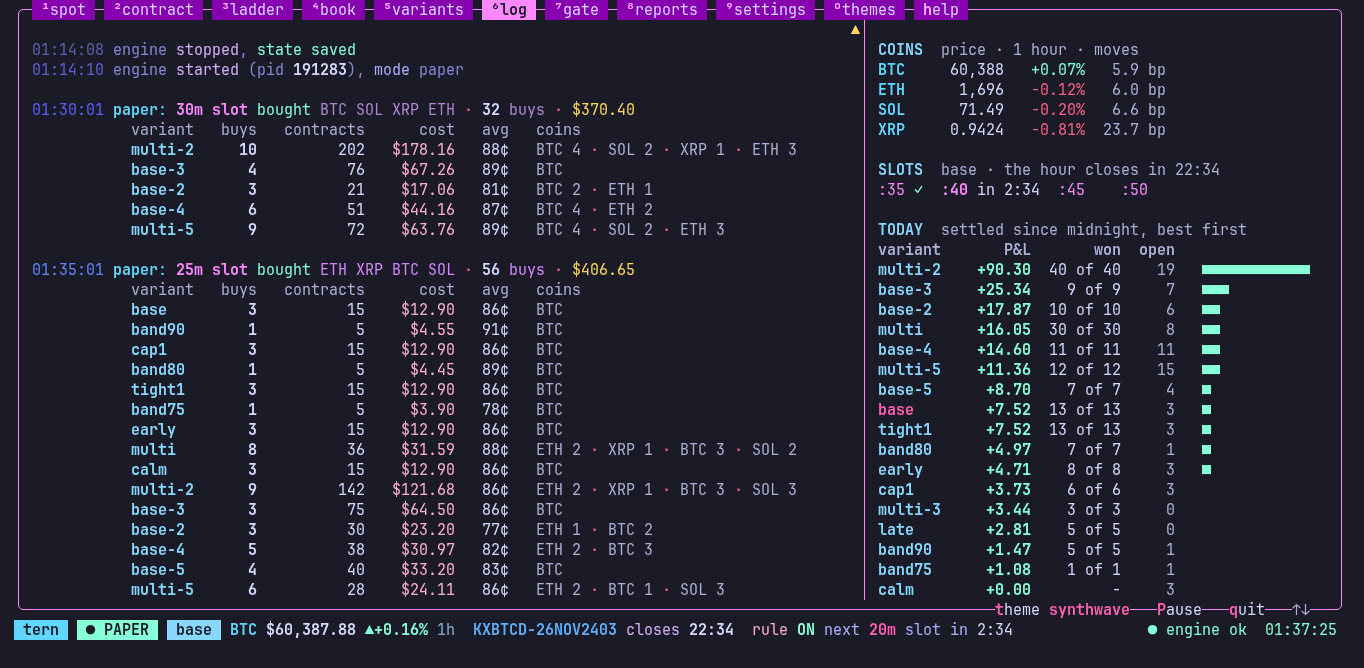 ¹spot ²contract ³ladder ⁴book ⁵variants ⁶log ⁷gate ⁸reports ⁹settings ⁰themes help
01:14:08 engine stopped, state saved
01:14:10 engine started (pid 191283), mode paper
01:30:01 paper: 30m slot bought BTC SOL XRP ETH · 32 buys · $370.40
variant buys contracts cost avg coins
multi-2 10 202 $178.16 88¢ BTC 4 · SOL 2 · XRP 1 · ETH 3
base-3 4 76 $67.26 89¢ BTC
base-2 3 21 $17.06 81¢ BTC 2 · ETH 1
base-4 6 51 $44.16 87¢ BTC 4 · ETH 2
multi-5 9 72 $63.76 89¢ BTC 4 · SOL 2 · ETH 3
01:35:01 paper: 25m slot bought ETH XRP BTC SOL · 56 buys · $406.65
variant buys contracts cost avg coins
base 3 15 $12.90 86¢ BTC
band90 1 5 $4.55 91¢ BTC
cap1 3 15 $12.90 86¢ BTC
band80 1 5 $4.45 89¢ BTC
tight1 3 15 $12.90 86¢ BTC
band75 1 5 $3.90 78¢ BTC
early 3 15 $12.90 86¢ BTC
multi 8 36 $31.59 88¢ ETH 2 · XRP 1 · BTC 3 · SOL 2
calm 3 15 $12.90 86¢ BTC
multi-2 9 142 $121.68 86¢ ETH 2 · XRP 1 · BTC 3 · SOL 3
base-3 3 75 $64.50 86¢ BTC
base-2 3 30 $23.20 77¢ ETH 1 · BTC 2
base-4 5 38 $30.97 82¢ ETH 2 · BTC 3
base-5 4 40 $33.20 83¢ BTC
multi-5 6 28 $24.11 86¢ ETH 2 · BTC 1 · SOL 3
COINS price · 1 hour · moves
BTC 60,388 +0.07% 5.9 bp
ETH 1,696 -0.12% 6.0 bp
SOL 71.49 -0.20% 6.6 bp
XRP 0.9424 -0.81% 23.7 bp
SLOTS base · the hour closes in 22:34
:35 ✓ :40 in 2:34 :45 :50
TODAY settled since midnight, best first
variant P&L won open
multi-2 +90.30 40 of 40 19
base-3 +25.34 9 of 9 7
base-2 +17.87 10 of 10 6
multi +16.05 30 of 30 8
base-4 +14.60 11 of 11 11
multi-5 +11.36 12 of 12 15
base-5 +8.70 7 of 7 4
base +7.52 13 of 13 3
tight1 +7.52 13 of 13 3
band80 +4.97 7 of 7 1
early +4.71 8 of 8 3
cap1 +3.73 6 of 6 3
multi-3 +3.44 3 of 3 0
late +2.81 5 of 5 0
band90 +1.47 5 of 5 1
band75 +1.08 1 of 1 1
calm +0.00 - 3
theme synthwave Pause quit ↑↓
tern ● PAPER base BTC $60,387.88 ▲+0.16% 1h KXBTCD-26NOV2403 closes 22:34 rule ON next 20m slot in 2:34 ● engine ok 01:37:25